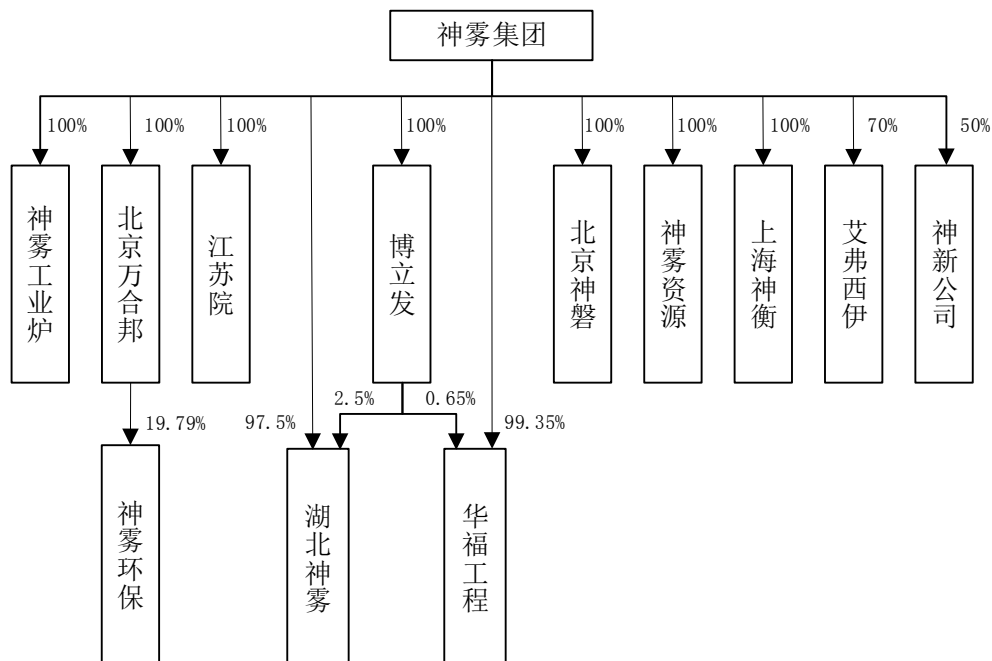 神雾集团
100%
100%
100%
100%
100%
100%
100%
70%
50%
神雾工业炉
北京万合邦
江苏院
博立发
北京神磐
神雾资源
上海神衡
艾弗西伊
神新公司
19.79%
97.5%
2.5%
0.65%
99.35%
神雾环保
湖北神雾
华福工程